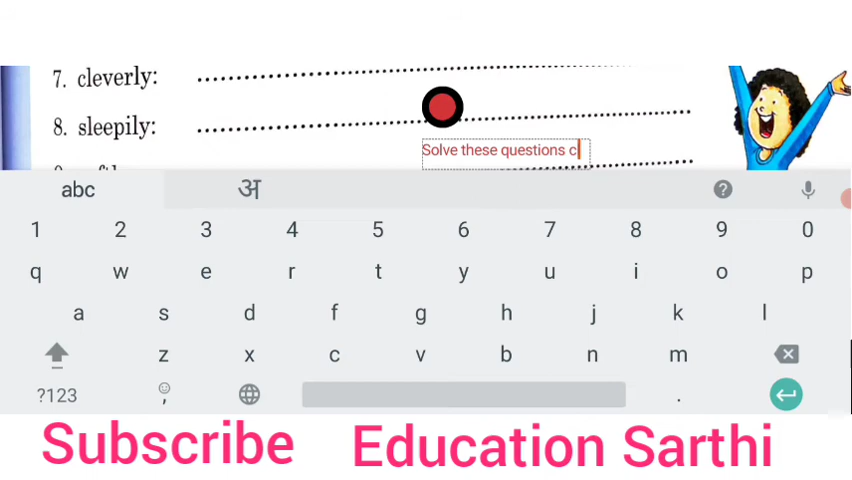 7. cleverly:
8. sleepily:
Solve these questions c
abc अ
1 2 3 4 5 6 7 8 9 0
q w e r t y u i o p
a s d f g h j k l
z x c v b n m
?123 , .
Subscribe Education Sarthi